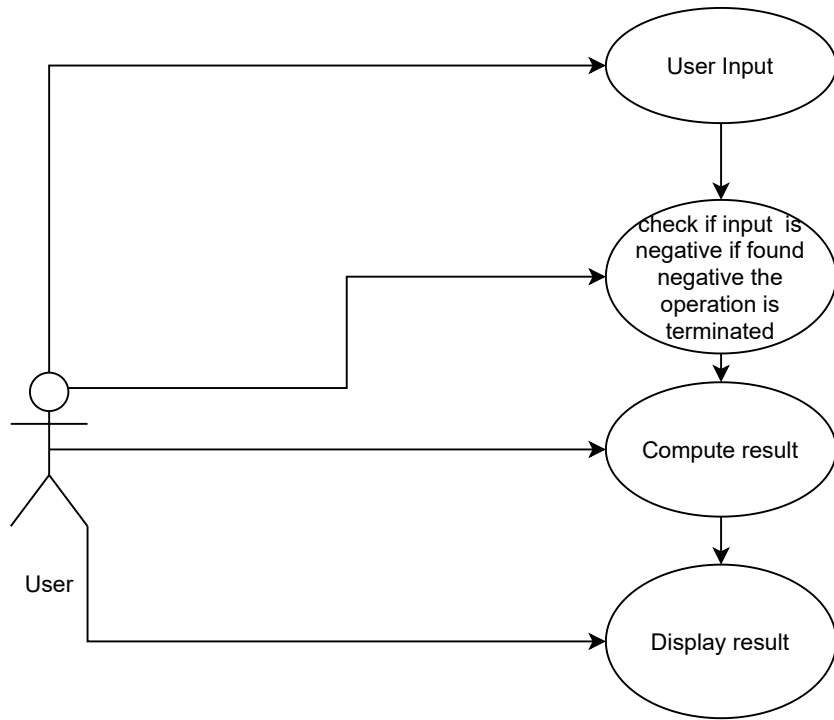 User Input
check if input  is
negative if found
negative the
operation is
terminated
Compute result
User
Display result